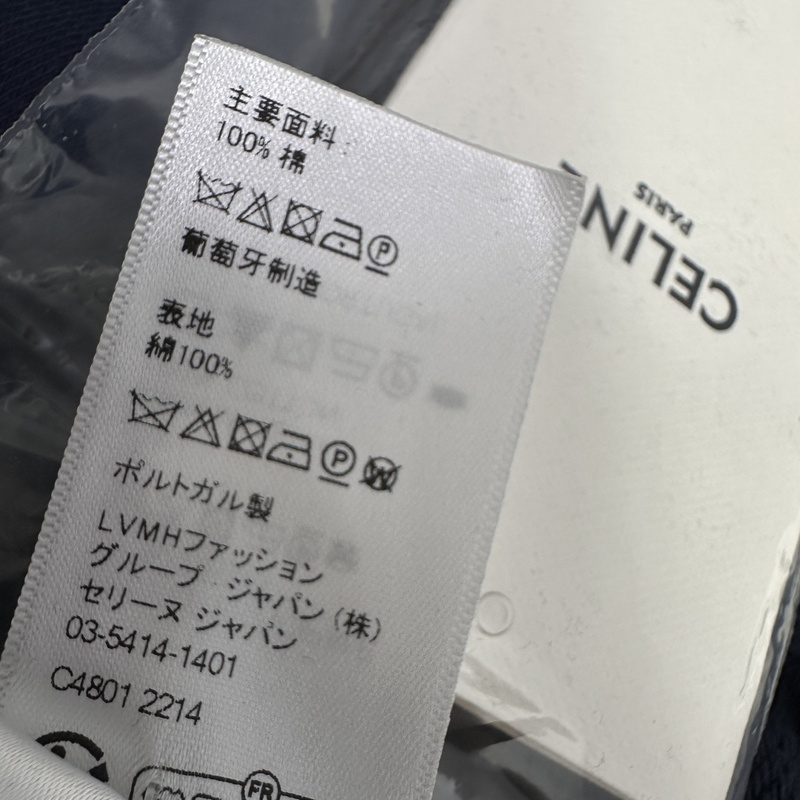 主要面料:
100% 棉
P
葡萄牙制造
表地
綿100%
P W
ポルトガル製
LVMHファッション
グループ ジャパン (株)
セリーヌ ジャパン
03-5414-1401
C4801 2214
FR
CELINE
PARIS